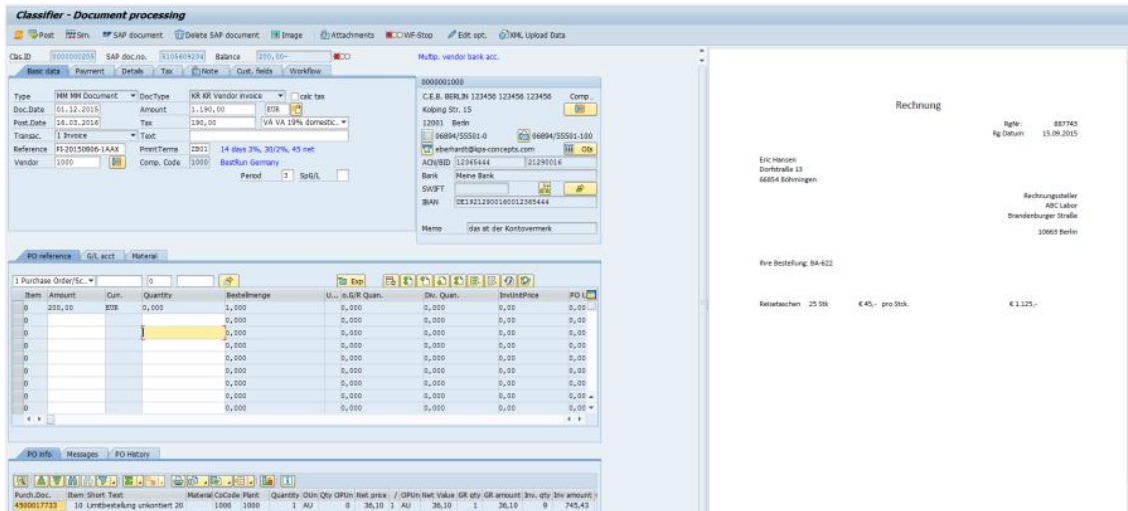 Classifier - Document processing
Post Sim. SAP document Delete SAP document Image Attachments WF-Stop Edit opt. XML Upload Data
Clas.ID 0000000205 SAP doc.no. 5105609234 Balance 200,00- Multip. vendor bank acc.
Basic data Payment Details Tax Note Cust. fields Workflow
Type MM MM Document DocType KR KR Vendor invoice calc tax
Doc.Date 01.12.2015 Amount 1.190,00 EUR
Post.Date 16.03.2016 Tax 190,00 VA VA 19% domestic..
Transac. 1 Invoice Text
Reference FI-20150806-1AAX PmntTerms ZB01 14 days 3%, 30/2%, 45 net
Vendor 1000 Comp. Code 1000 BestRun Germany
Period 3 SpG/L
0000001000
C.E.B. BERLIN 123456 123456 123456 Comp..
Kolping Str. 15
12001 Berlin
06894/55501-0 06894/55501-100
eberhardt@kpa-concepts.com OIs
ACN/BID 12065444 21290016
Bank Meine Bank
SWIFT
IBAN
Memo das ist der Kontovermerk
PO reference G/L acct Material
1 Purchase Order/Sc.. 0 Exp
Item Amount Curr. Quantity Bestellmenge U... o.G/R Quan. Div. Quan. InvUnitPrice PO
0 200,00 EUR 0,000 1,000 0,000 0,000 0,00 0,00
0 0,000 0,000 0,000 0,00 0,00
0 0,000 0,000 0,000 0,00 0,00
0 0,000 0,000 0,000 0,00 0,00
0 0,000 0,000 0,000 0,00 0,00
0 0,000 0,000 0,000 0,00 0,00
0 0,000 0,000 0,000 0,00 0,00
0 0,000 0,000 0,000 0,00 0,00
PO info Messages PO History
Purch.Doc. Item Short Text Material CoCode Plant Quantity OUn Qty OPUn Net price / OPUn Net Value GR qty GR amount Inv. qty Inv amount
4500017733 10 Limitbestellung unkontiert 20 1000 1000 1 AU 0 36,10 1 AU 36,10 1 36,10 9 745,43
Rechnung
RgNr: 887743
Rg Datum: 15.09.2015
Eric Hansen
Dorfstraße 13
66854 Böhmingen
Rechnungssteller
ABC Labor
Brandenburger Straße
10663 Berlin
Ihre Bestellung: BA-622
Reisetaschen 25 Stk € 45,- pro Stck. € 1.125,-